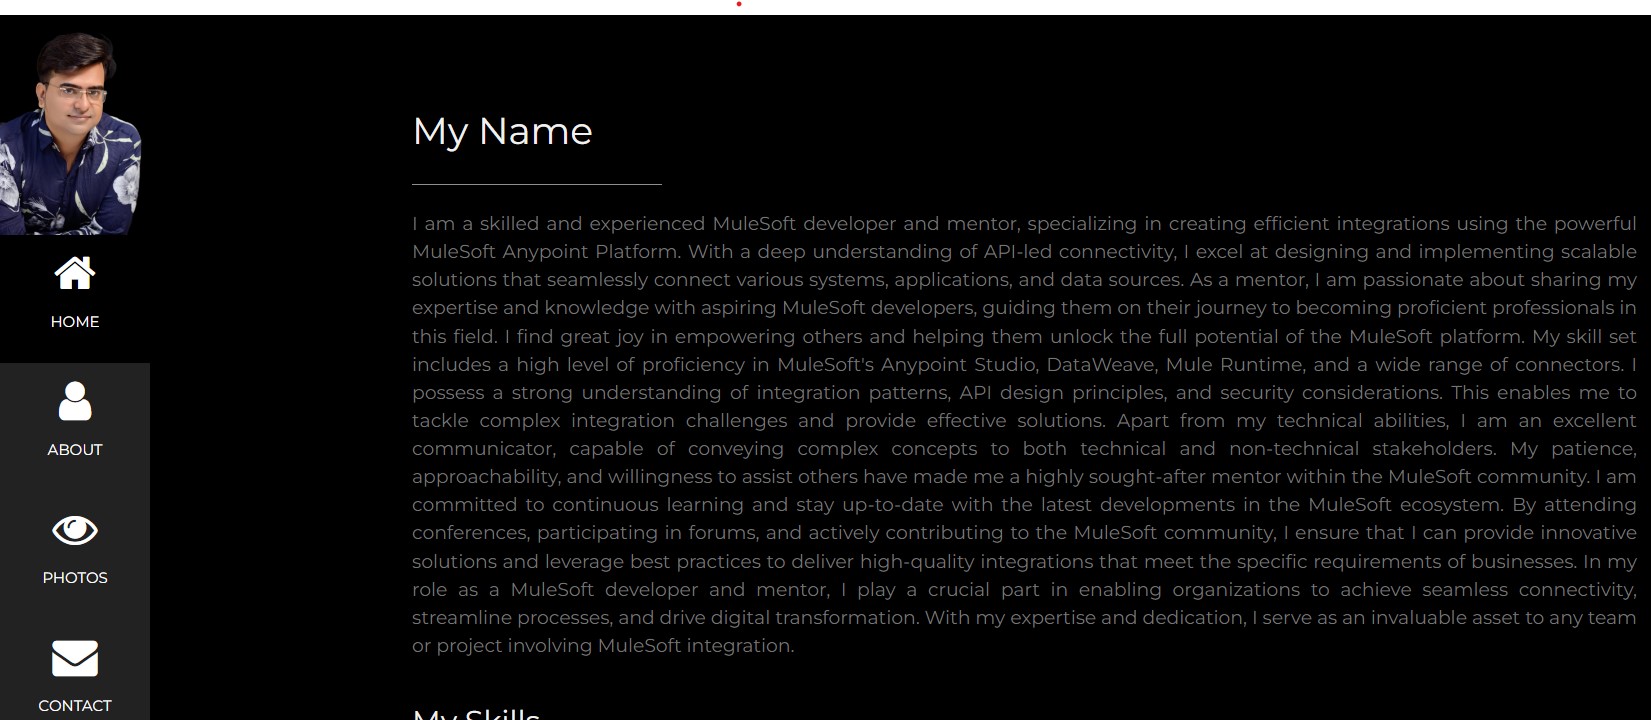 My Name
I am a skilled and experienced MuleSoft developer and mentor, specializing in creating efficient integrations using the powerful
MuleSoft Anypoint Platform. With a deep understanding of API-led connectivity, I excel at designing and implementing scalable
solutions that seamlessly connect various systems, applications, and data sources. As a mentor, I am passionate about sharing my
expertise and knowledge with aspiring MuleSoft developers, guiding them on their journey to becoming proficient professionals in
this field. I find great joy in empowering others and helping them unlock the full potential of the MuleSoft platform. My skill set
includes a high level of proficiency in MuleSoft's Anypoint Studio, DataWeave, Mule Runtime, and a wide range of connectors. I
possess a strong understanding of integration patterns, API design principles, and security considerations. This enables me to
tackle complex integration challenges and provide effective solutions. Apart from my technical abilities, I am an excellent
communicator, capable of conveying complex concepts to both technical and non-technical stakeholders. My patience,
approachability, and willingness to assist others have made me a highly sought-after mentor within the MuleSoft community. I am
committed to continuous learning and stay up-to-date with the latest developments in the MuleSoft ecosystem. By attending
conferences, participating in forums, and actively contributing to the MuleSoft community, I ensure that I can provide innovative
solutions and leverage best practices to deliver high-quality integrations that meet the specific requirements of businesses. In my
role as a MuleSoft developer and mentor, I play a crucial part in enabling organizations to achieve seamless connectivity,
streamline processes, and drive digital transformation. With my expertise and dedication, I serve as an invaluable asset to any team
or project involving MuleSoft integration.
My Skills
HOME
ABOUT
PHOTOS
CONTACT